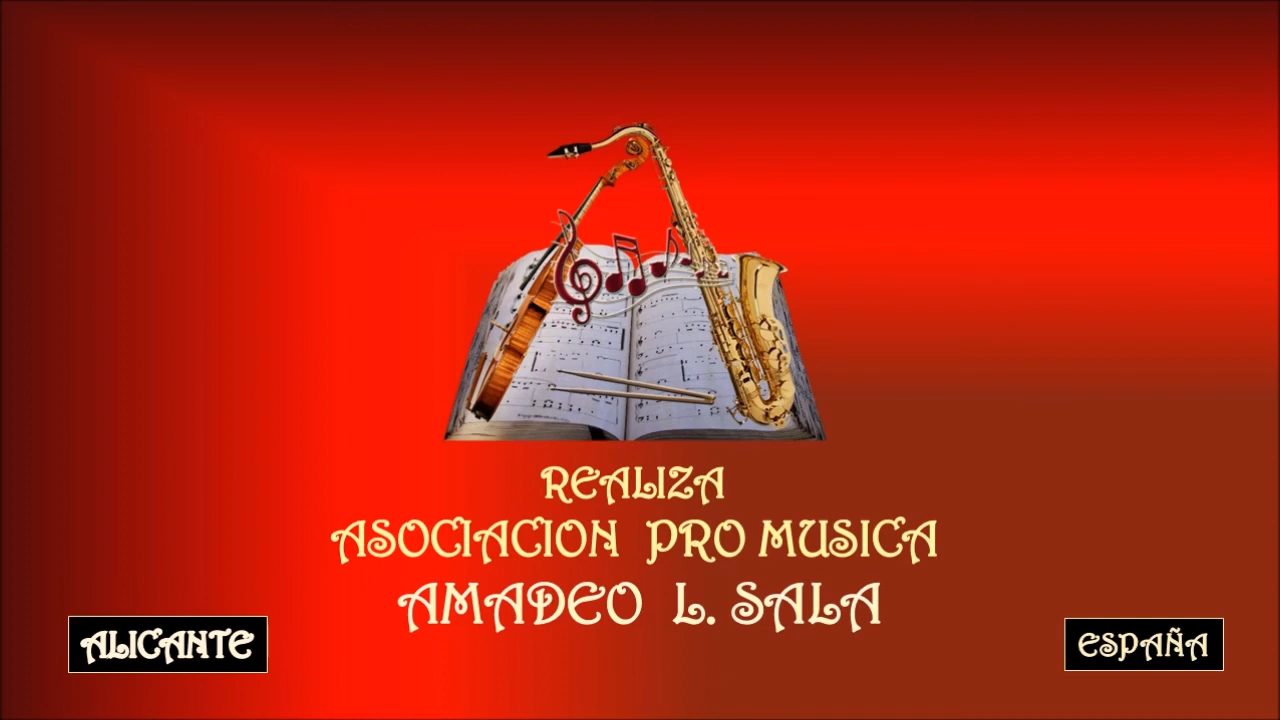 REALIZA
ASOCIACION PRO MUSICA
AMADEO L. SALA
ALICANTE
ESPAÑA